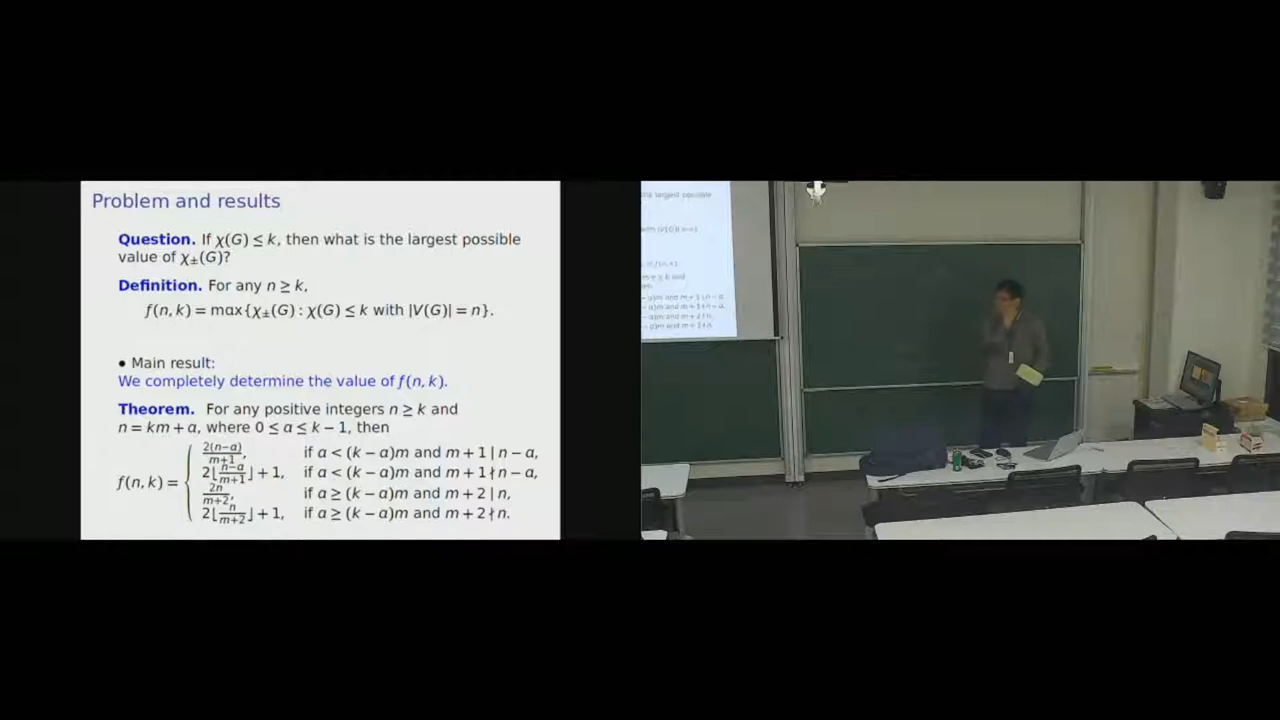 Problem and results
Question. If χ(G) ≤ k, then what is the largest possible
value of χ±(G)?
Definition. For any n ≥ k,
f(n, k) = max{χ±(G) : χ(G) ≤ k with |V(G)| = n}.
• Main result:
We completely determine the value of f(n, k).
Theorem. For any positive integers n ≥ k and
n = km + a, where 0 ≤ a ≤ k − 1, then
f(n, k) = {
2(n−a)/m+1, if a < (k − a)m and m + 1 | n − a,
2⌊n−a/m+1⌋ + 1, if a < (k − a)m and m + 1 ∤ n − a,
2n/m+2, if a ≥ (k − a)m and m + 2 | n,
2⌊n/m+2⌋ + 1, if a ≥ (k − a)m and m + 2 ∤ n.
largest possible